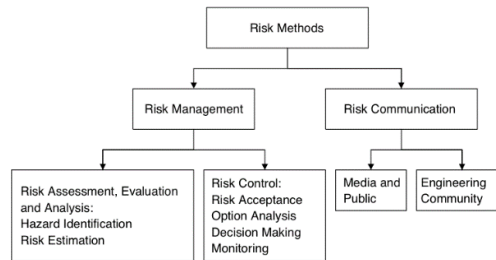 Risk Methods
Risk Management
Risk Communication
Risk Assessment, Evaluation
and Analysis:
Hazard Identification
Risk Estimation
Risk Control:
Risk Acceptance
Option Analysis
Decision Making
Monitoring
Media and
Public
Engineering
Community